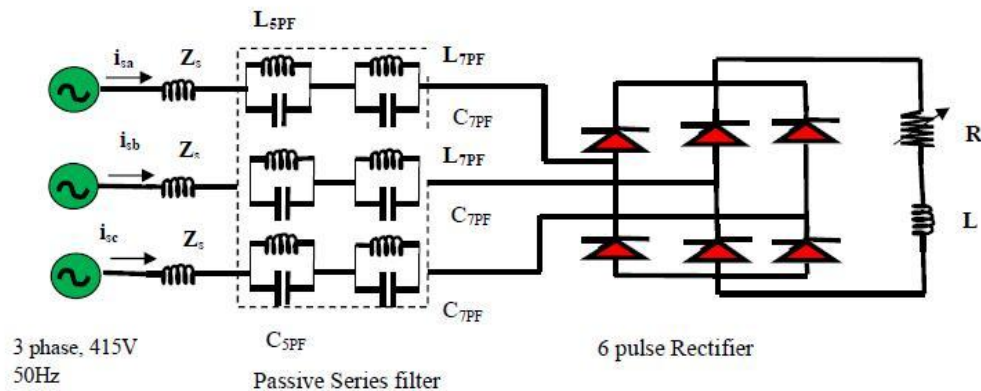 L5PF
isa
Zs
L7PF
C7PF
isb
Zs
L7PF
R
C7PF
isc
Zs
L
C7PF
C5PF
3 phase, 415V
50Hz
6 pulse Rectifier
Passive Series filter